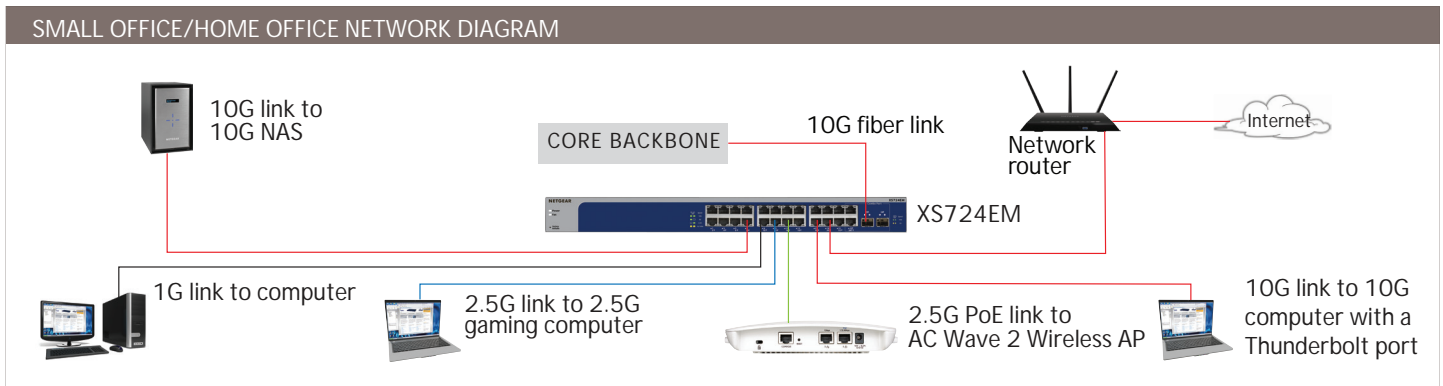 SMALL OFFICE/HOME OFFICE NETWORK DIAGRAM
10G link to
10G NAS
CORE BACKBONE
10G fiber link
Network
router
Internet
NETGEAR
XS724EM
XS724EM
1G link to computer
2.5G link to 2.5G
gaming computer
2.5G PoE link to
AC Wave 2 Wireless AP
10G link to 10G
computer with a
Thunderbolt port